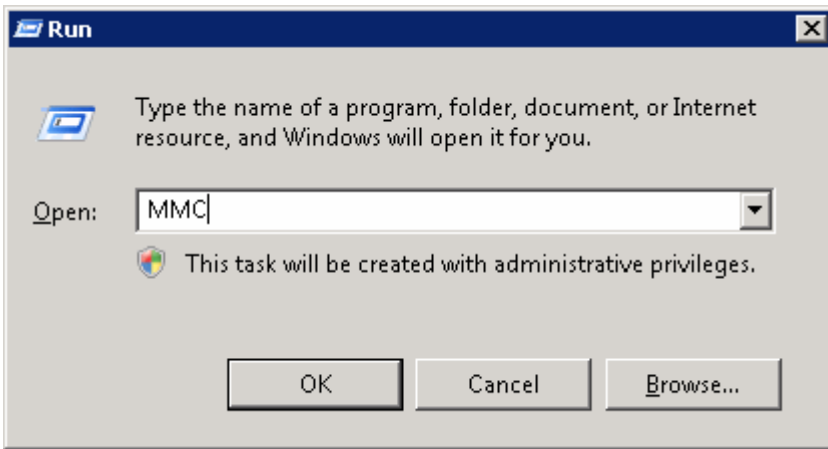 Run
Type the name of a program, folder, document, or Internet
resource, and Windows will open it for you.
Open: MMC
This task will be created with administrative privileges.
OK Cancel Browse...